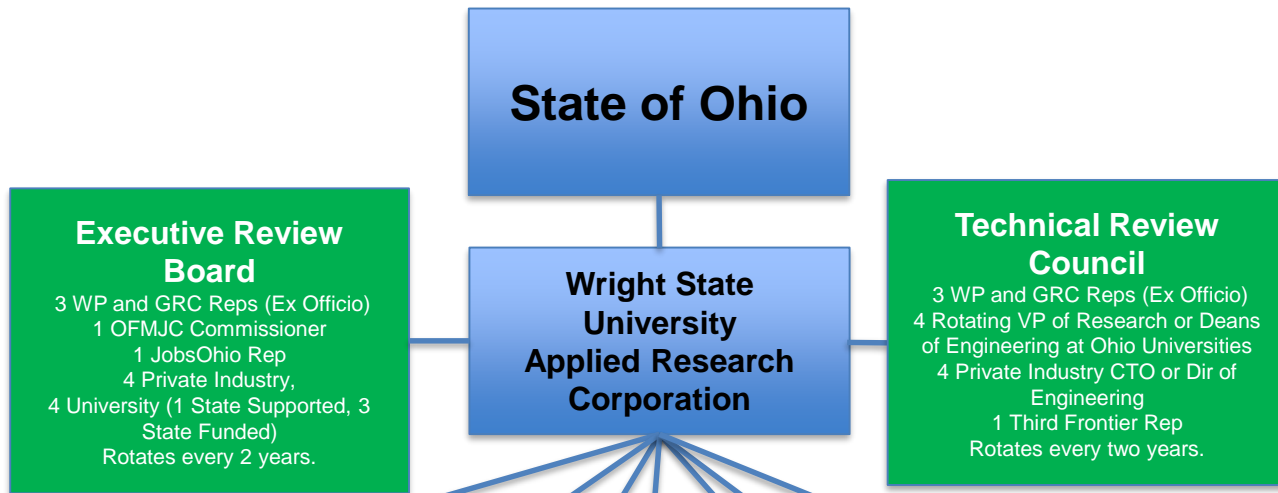 State of Ohio
Executive Review
Board
3 WP and GRC Reps (Ex Officio)
1 OFMJC Commissioner
1 JobsOhio Rep
4 Private Industry,
4 University (1 State Supported, 3
State Funded)
Rotates every 2 years.
Wright State
University
Applied Research
Corporation
Technical Review
Council
3 WP and GRC Reps (Ex Officio)
4 Rotating VP of Research or Deans
of Engineering at Ohio Universities
4 Private Industry CTO or Dir of
Engineering
1 Third Frontier Rep
Rotates every two years.